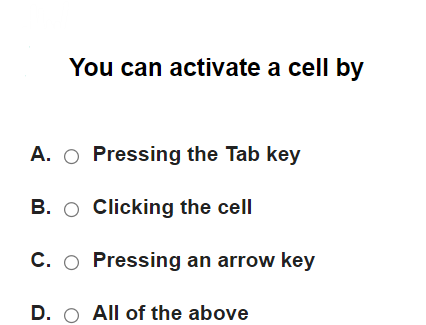 You can activate a cell by
A. Pressing the Tab key
B. Clicking the cell
C. Pressing an arrow key
D. All of the above